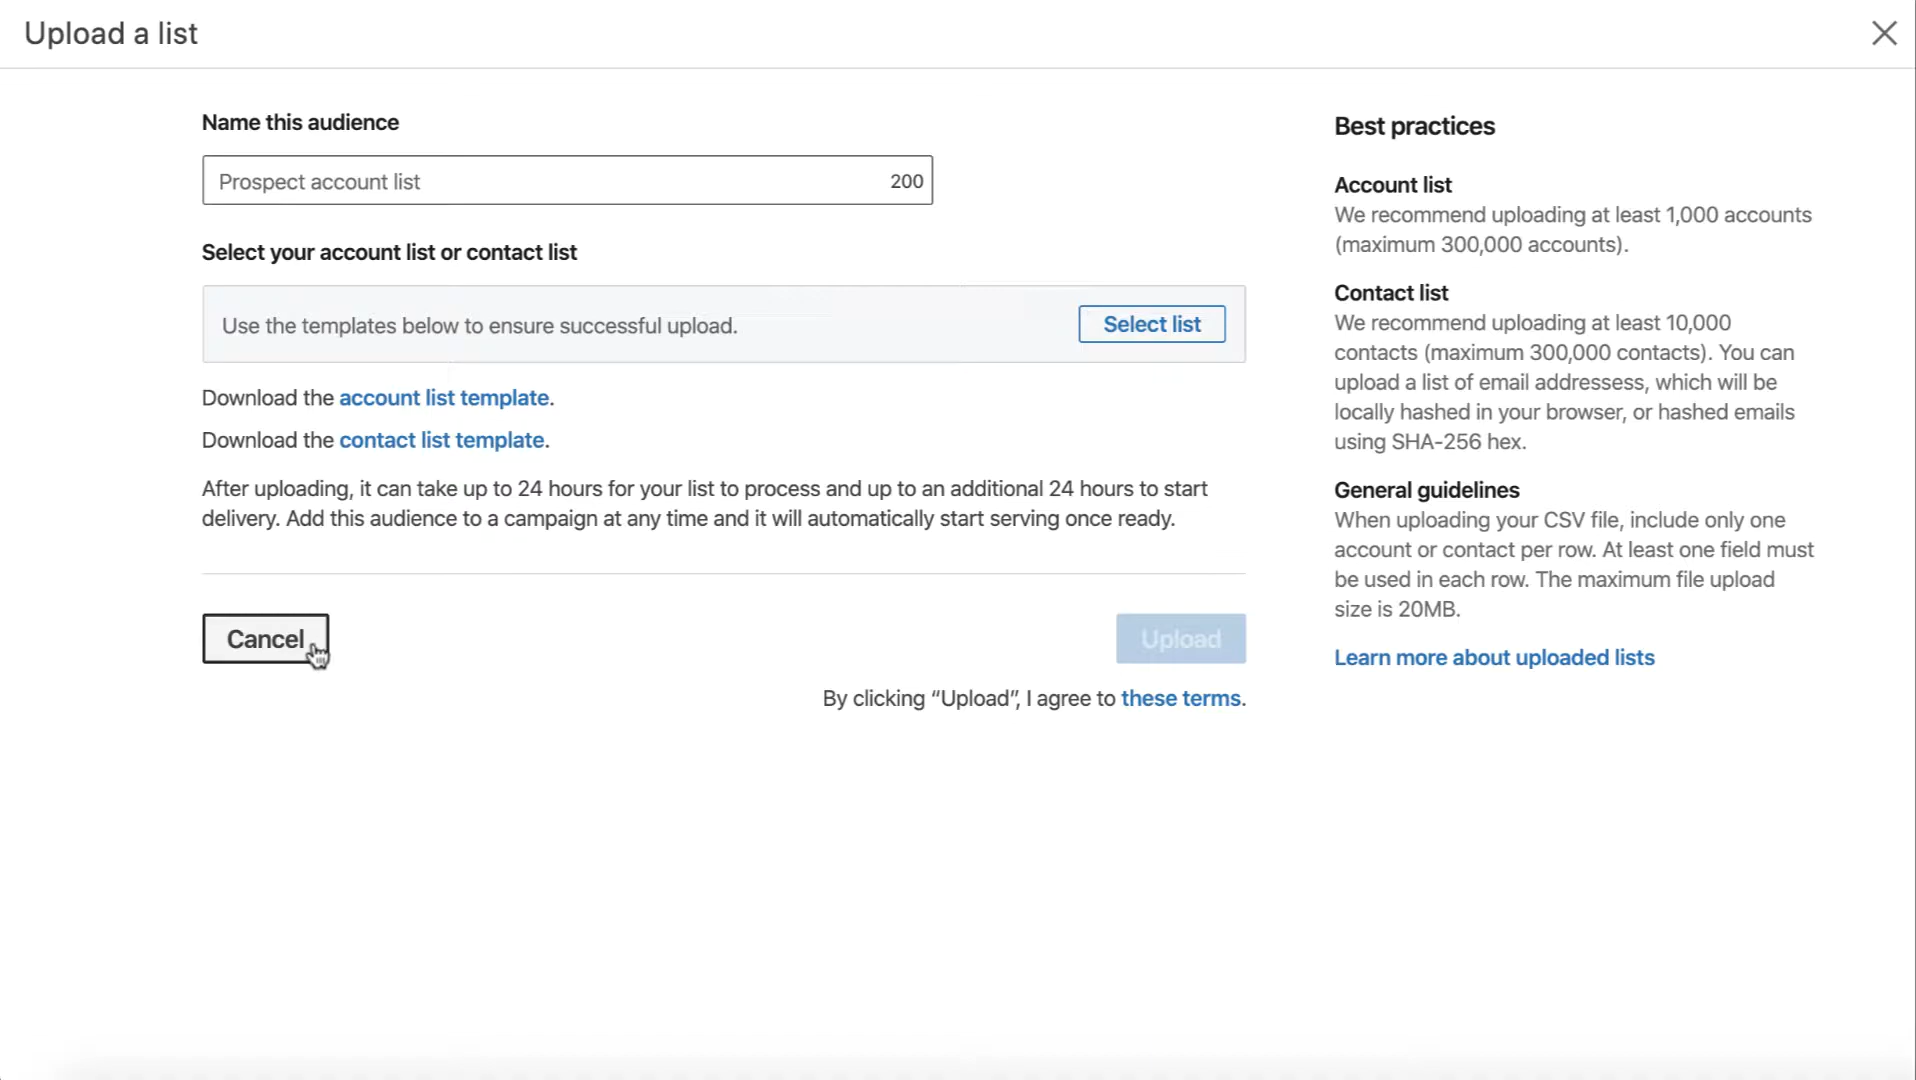 Upload a list
Name this audience
Prospect account list 200
Select your account list or contact list
Use the templates below to ensure successful upload. Select list
Download the account list template.
Download the contact list template.
After uploading, it can take up to 24 hours for your list to process and up to an additional 24 hours to start
delivery. Add this audience to a campaign at any time and it will automatically start serving once ready.
Cancel Upload
By clicking “Upload”, I agree to these terms.
Best practices
Account list
We recommend uploading at least 1,000 accounts
(maximum 300,000 accounts).
Contact list
We recommend uploading at least 10,000
contacts (maximum 300,000 contacts). You can
upload a list of email addressess, which will be
locally hashed in your browser, or hashed emails
using SHA-256 hex.
General guidelines
When uploading your CSV file, include only one
account or contact per row. At least one field must
be used in each row. The maximum file upload
size is 20MB.
Learn more about uploaded lists